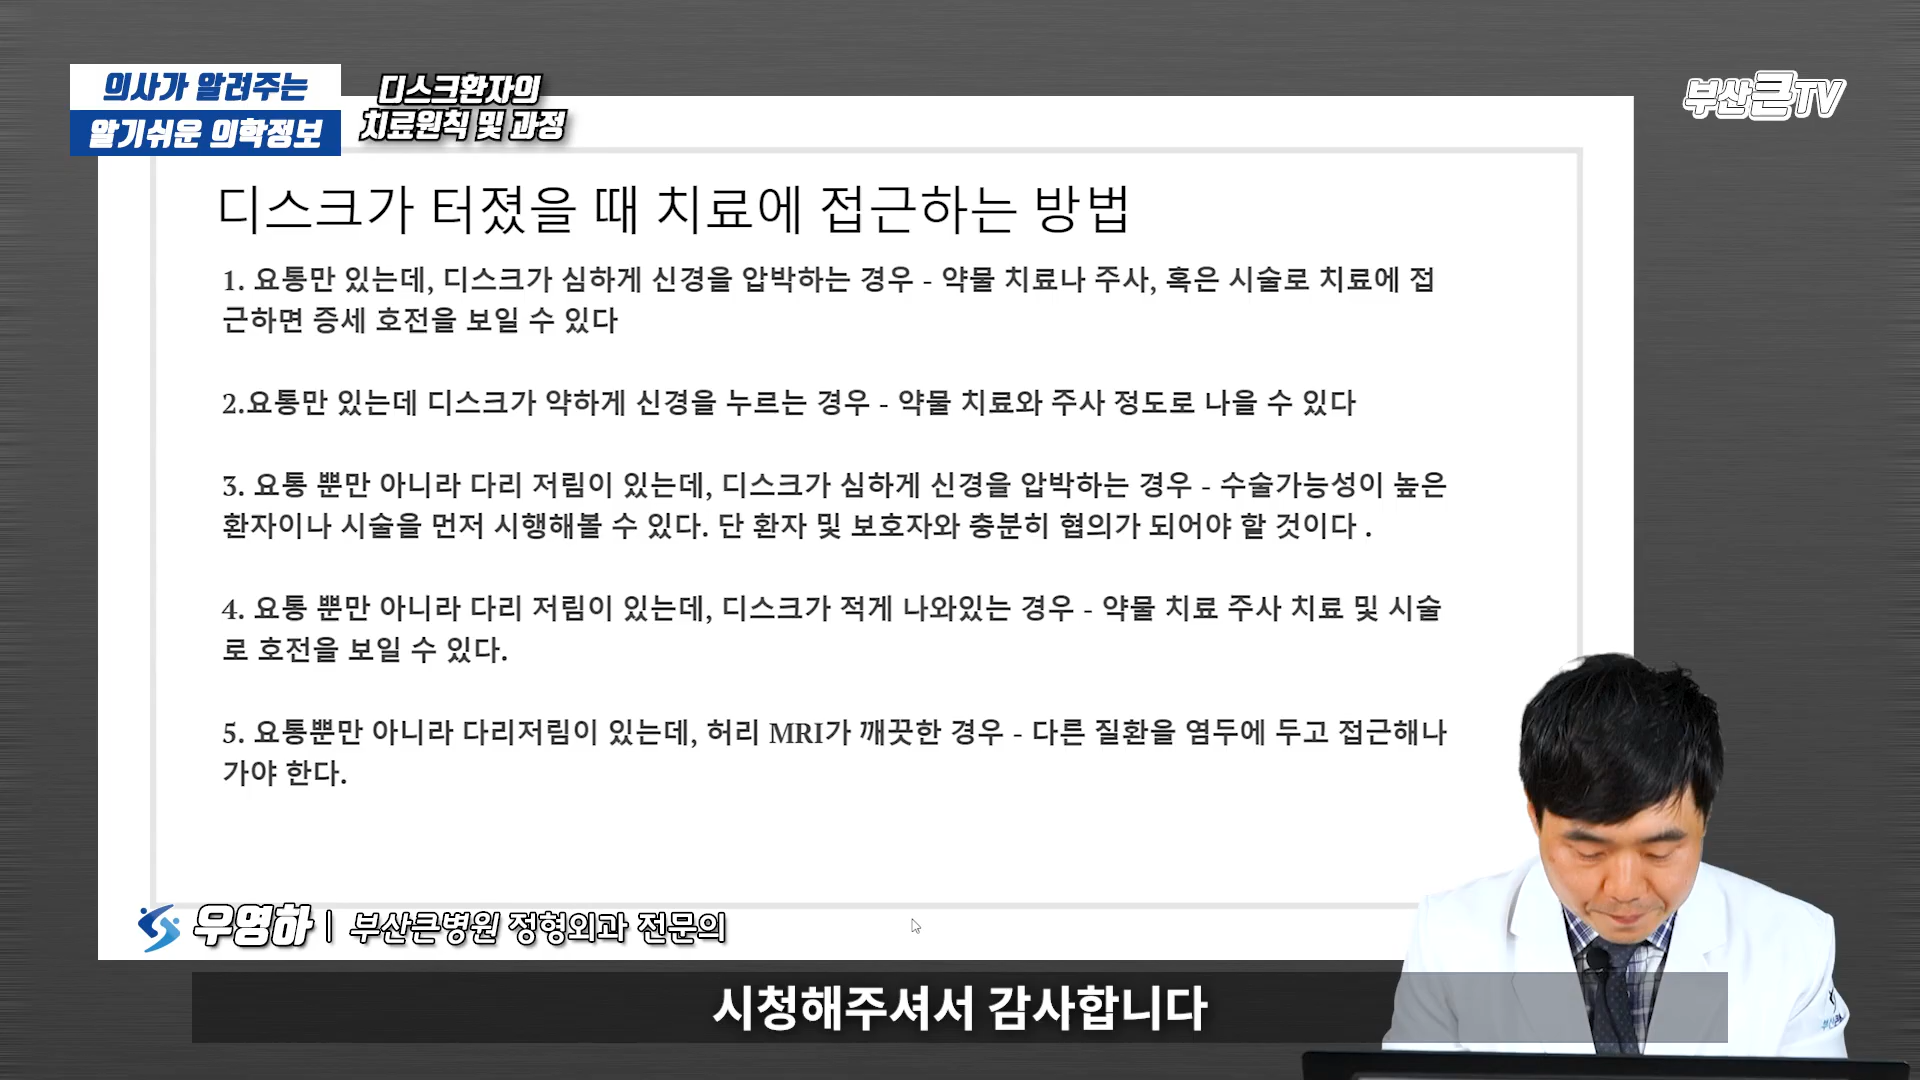 의사가 알려주는
알기쉬운 의학정보
디스크환자의
치료원칙 및 과정
부산큰TV
디스크가 터졌을 때 치료에 접근하는 방법
1. 요통만 있는데, 디스크가 심하게 신경을 압박하는 경우 - 약물 치료나 주사, 혹은 시술로 치료에 접
근하면 증세 호전을 보일 수 있다
2.요통만 있는데 디스크가 약하게 신경을 누르는 경우 - 약물 치료와 주사 정도로 나을 수 있다
3. 요통 뿐만 아니라 다리 저림이 있는데, 디스크가 심하게 신경을 압박하는 경우 - 수술가능성이 높은
환자이나 시술을 먼저 시행해볼 수 있다. 단 환자 및 보호자와 충분히 협의가 되어야 할 것이다 .
4. 요통 뿐만 아니라 다리 저림이 있는데, 디스크가 적게 나와있는 경우 - 약물 치료 주사 치료 및 시술
로 호전을 보일 수 있다.
5. 요통뿐만 아니라 다리저림이 있는데, 허리 MRI가 깨끗한 경우 - 다른 질환을 염두에 두고 접근해나
가야 한다.
우영하 | 부산큰병원 정형외과 전문의
시청해주셔서 감사합니다